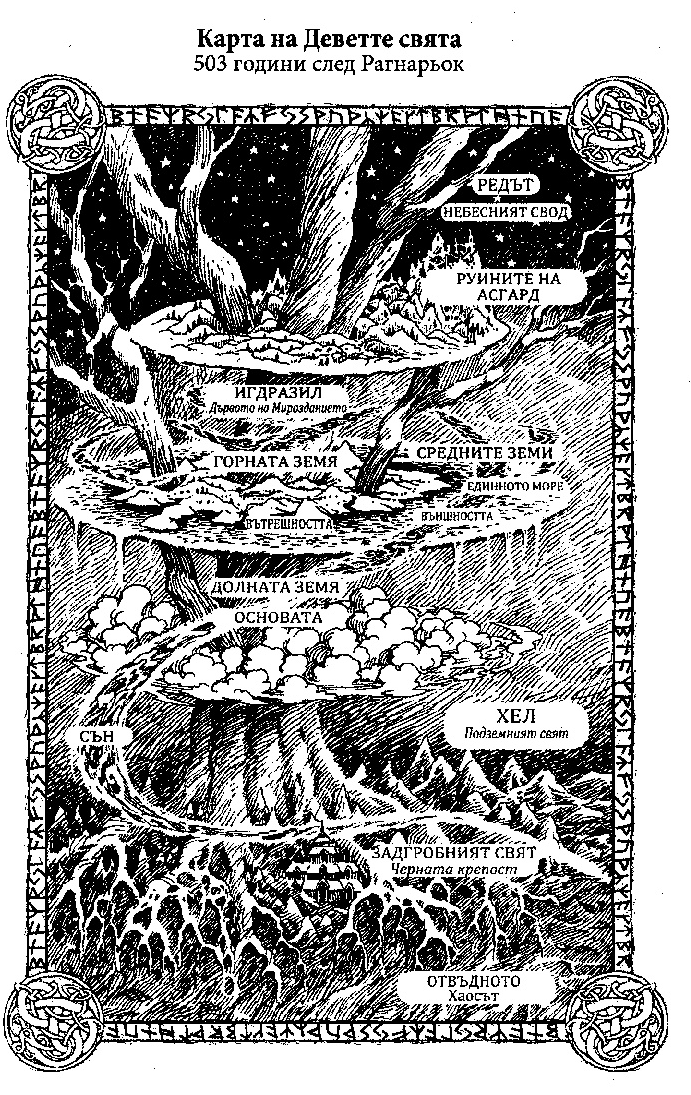 Карта на Деветте свята
503 години след Рагнарьок
РЕДЪТ
НЕБЕСНИЯТ СВОД
РУИНИТЕ НА
АСГАРД
ИГДРАЗИЛ
Дървото на Мирозданието
ГОРНАТА ЗЕМЯ
СРЕДНИТЕ ЗЕМИ
ЕДИННОТО МОРЕ
ВЪТРЕШНОСТТА
ВЪНШНОСТТА
ДОЛНАТА ЗЕМЯ
ОСНОВАТА
ХЕЛ
Подземният свят
СЪН
ЗАДГРОБНИЯТ СВЯТ
Черната крепост
ОТВЪДНОТО
Хаосът